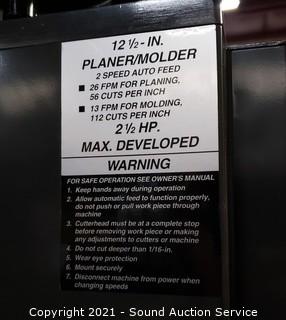 12 ½-IN.
PLANER/MOLDER
2 SPEED AUTO FEED
■ 26 FPM FOR PLANING,
56 CUTS PER INCH
■ 13 FPM FOR MOLDING,
112 CUTS PER INCH
2 ½ HP.
MAX. DEVELOPED
WARNING
FOR SAFE OPERATION SEE OWNER'S MANUAL
1. Keep hands away during operation
2. Allow automatic feed to function properly,
do not push or pull work piece through
machine
3. Cutterhead must be at a complete stop
before removing work piece or making
any adjustments to cutters or machine
4. Do not cut deeper than 1/16-in.
5. Wear eye protection
6. Mount securely
7. Disconnect machine from power when
changing speeds
Copyright 2021 - Sound Auction Service